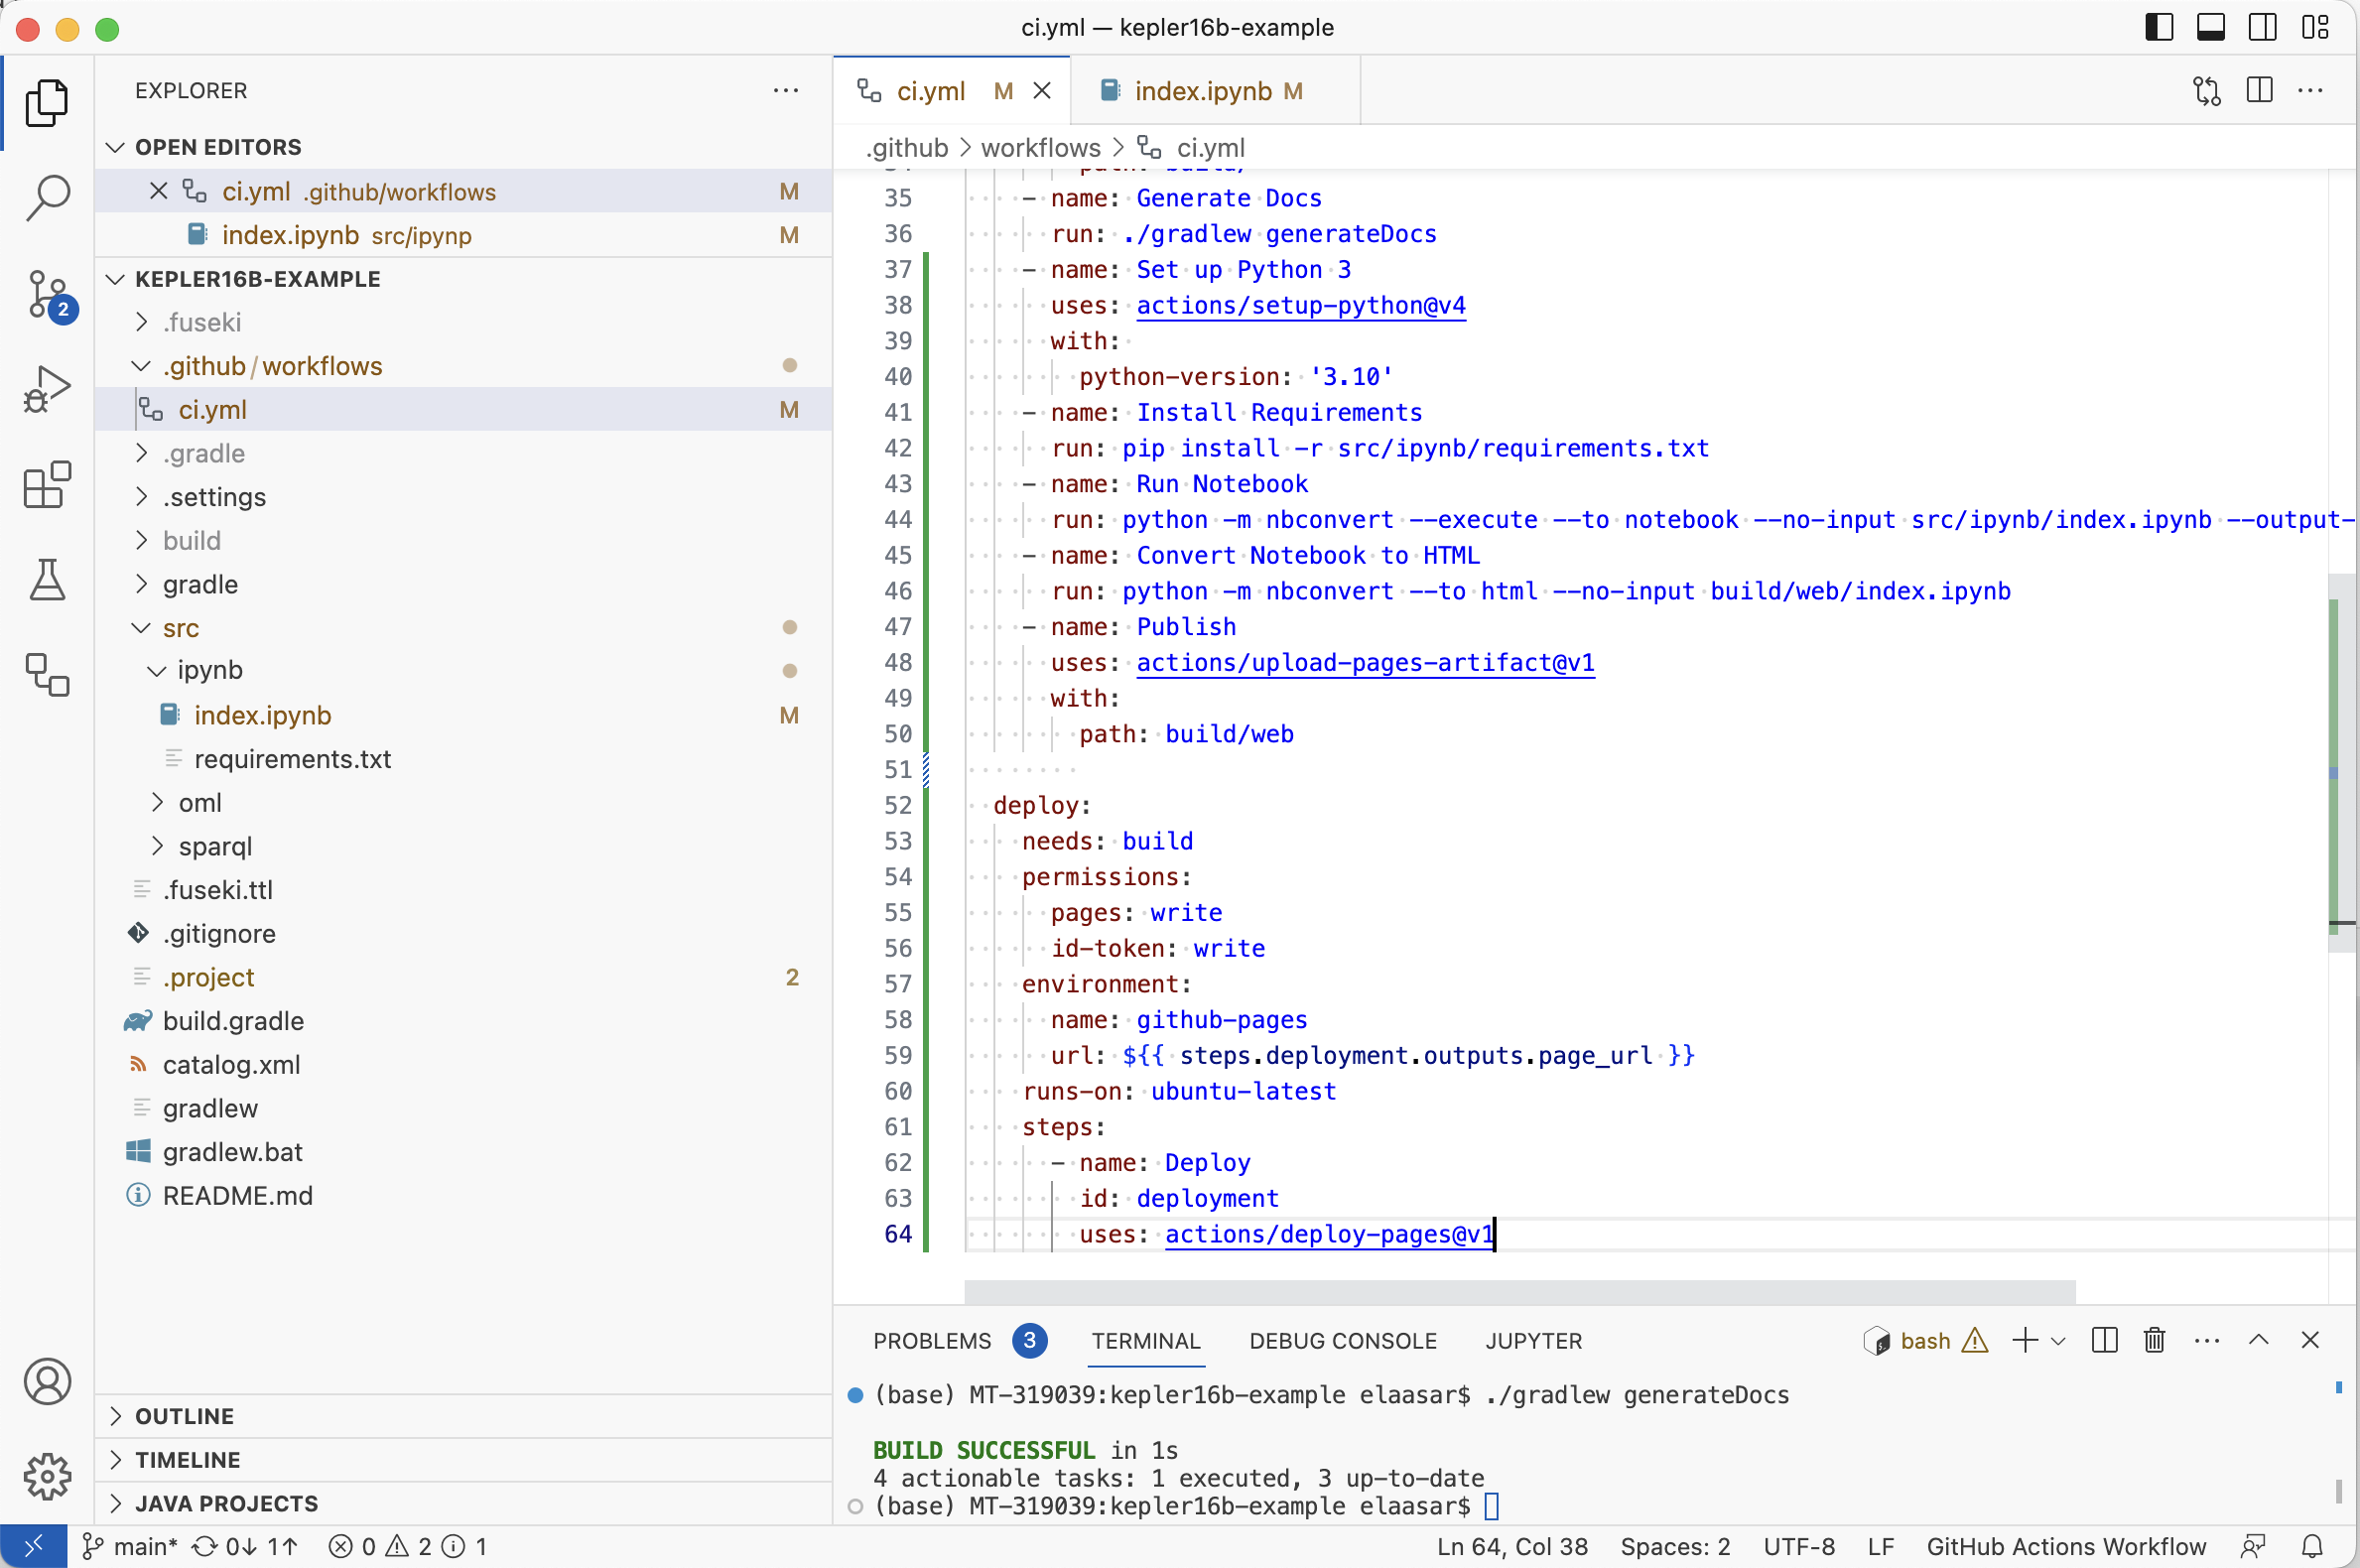 ci.yml — kepler16b-example
EXPLORER
OPEN EDITORS
ci.yml .github/workflows M
index.ipynb src/ipynp M
KEPLER16B-EXAMPLE
.fuseki
.github/workflows
ci.yml M
.gradle
.settings
build
gradle
src
ipynb
index.ipynb M
requirements.txt
oml
sparql
.fuseki.ttl
.gitignore
.project 2
build.gradle
catalog.xml
gradlew
gradlew.bat
README.md
OUTLINE
TIMELINE
JAVA PROJECTS
2
ci.yml M
index.ipynb M
.github > workflows > ci.yml
35 - name: Generate Docs
36 run: ./gradlew generateDocs
37 - name: Set up Python 3
38 uses: actions/setup-python@v4
39 with:
40 python-version: '3.10'
41 - name: Install Requirements
42 run: pip install -r src/ipynb/requirements.txt
43 - name: Run Notebook
44 run: python -m nbconvert --execute --to notebook --no-input src/ipynb/index.ipynb --output-
45 - name: Convert Notebook to HTML
46 run: python -m nbconvert --to html --no-input build/web/index.ipynb
47 - name: Publish
48 uses: actions/upload-pages-artifact@v1
49 with:
50 path: build/web
51
52 deploy:
53 needs: build
54 permissions:
55 pages: write
56 id-token: write
57 environment:
58 name: github-pages
59 url: ${{ steps.deployment.outputs.page_url }}
60 runs-on: ubuntu-latest
61 steps:
62 - name: Deploy
63 id: deployment
64 uses: actions/deploy-pages@v1
PROBLEMS 3 TERMINAL DEBUG CONSOLE JUPYTER bash
(base) MT-319039:kepler16b-example elaasar$ ./gradlew generateDocs
BUILD SUCCESSFUL in 1s
4 actionable tasks: 1 executed, 3 up-to-date
(base) MT-319039:kepler16b-example elaasar$
main* 0↓ 1↑ 0 2 1 Ln 64, Col 38 Spaces: 2 UTF-8 LF GitHub Actions Workflow